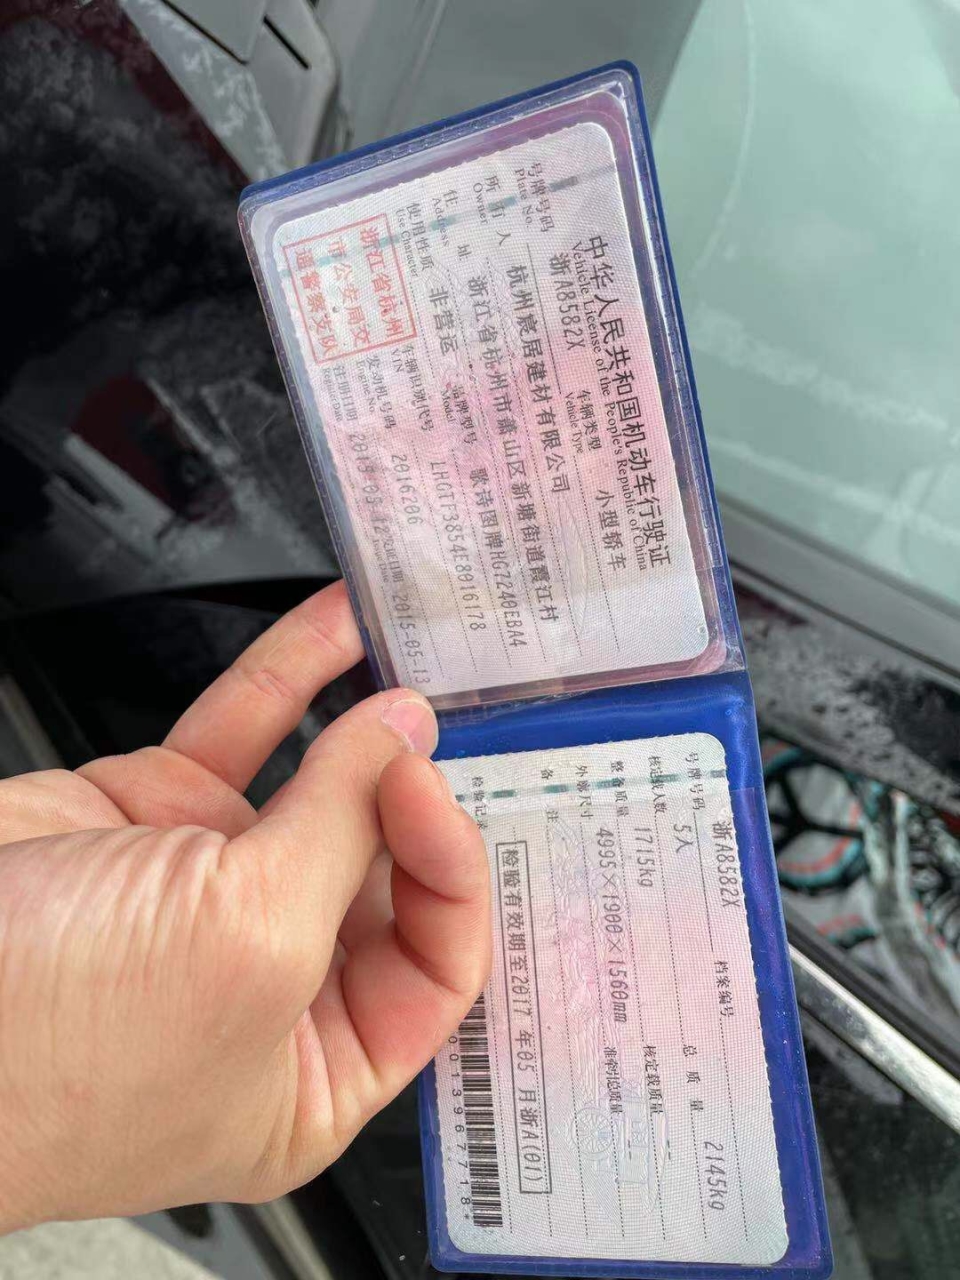 中华人民共和国机动车行驶证
Vehicle License of the People's Republic of China
号牌号码 浙A8582X 车辆类型 小型轿车
Plate No. Vehicle Type
所有人 杭州宸居建材有限公司
Owner
住址 浙江省杭州市萧山区新塘街道霞江村
Address
使用性质 非营运 品牌型号 歌诗图牌HG7240EBA4
Use Character Model
浙江省杭州
市公安局交
通警察支队
车辆识别代号 LHGTF3854E8016178
VIN
发动机号码 2016206
Engine No.
注册日期 发证日期 2015-05-13
Register Date
号牌号码 浙A8582X 档案编号
核定载人数 5人 总质量 2145kg
整备质量 1715kg 核定载质量
外廓尺寸 4995×1900×1560mm 准牵引总质量
备注
检验记录
检验有效期至2017年05月浙A(01)
0013967718*